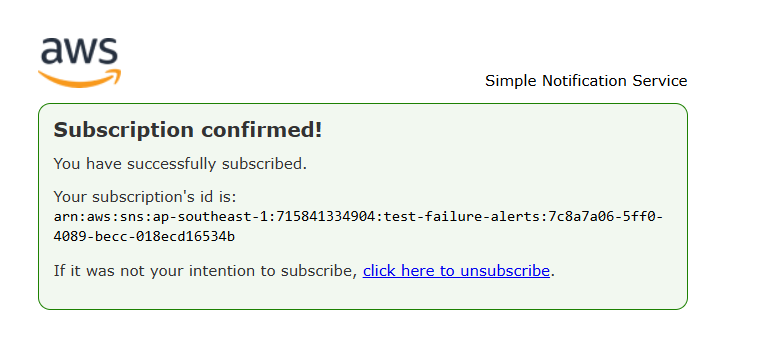 aws
Simple Notification Service
Subscription confirmed!
You have successfully subscribed.
Your subscription's id is:
arn:aws:sns:ap-southeast-1:715841334904:test-failure-alerts:7c8a7a06-5ff0-
4089-becc-018ecd16534b
If it was not your intention to subscribe, click here to unsubscribe.